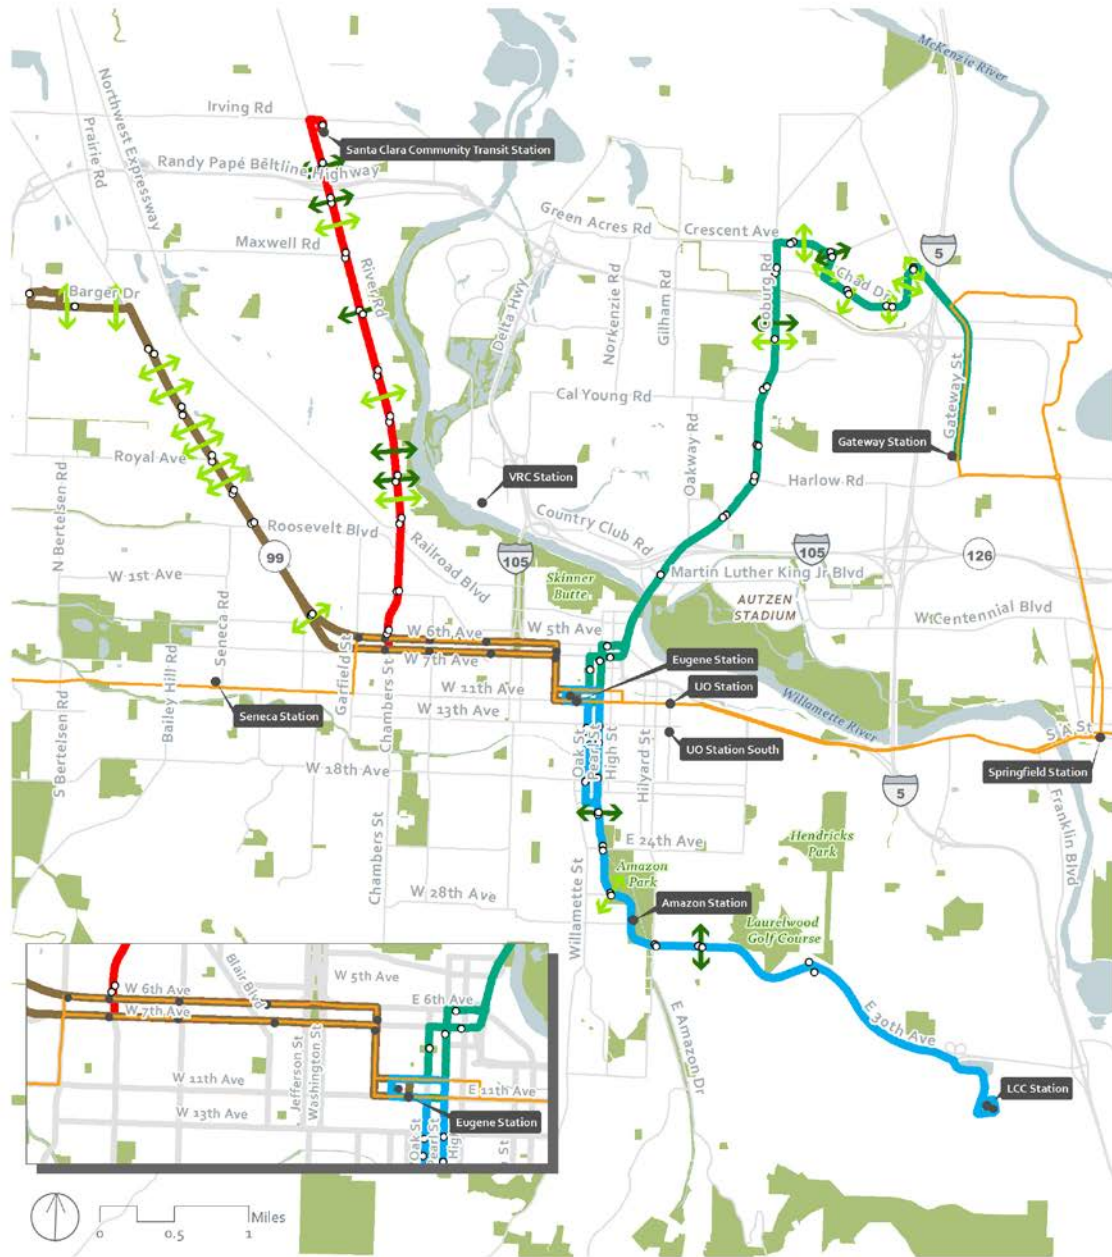 McKenzie River
Irving Rd
Northwest Expressway
Prairie Rd
Santa Clara Community Transit Station
Randy Papé Beltline Highway
Green Acres Rd
Crescent Ave
5
Maxwell Rd
River Rd
Delta Hwy
Norkenzie Rd
Gilham Rd
Coburg Rd
Barger Dr
Gateway St
Cal Young Rd
Oakway Rd
Gateway Station
Royal Ave
N Bertelsen Rd
VRC Station
Harlow Rd
Roosevelt Blvd
Country Club Rd
99
Railroad Blvd
105
105
126
W 1st Ave
Skinner
Butte
Martin Luther King Jr Blvd
AUTZEN
STADIUM
W Centennial Blvd
Seneca Rd
Bailey Hill Rd
Garfield St
W 6th Ave
W 5th Ave
W 7th Ave
Chambers St
Eugene Station
W 11th Ave
UO Station
Seneca Station
W 13th Ave
Willamette River
S A St
S Bertelsen Rd
Oak St
Pearl St
High St
Hilyard St
UO Station South
W 18th Ave
5
Springfield Station
Franklin Blvd
Chambers St
E 24th Ave
Hendricks
Park
Willamette St
Amazon
Park
W 28th Ave
Amazon Station
Laurelwood
Golf Course
E 30th Ave
E Amazon Dr
LCC Station
Blair Blvd
W 5th Ave
W 6th Ave
E 6th Ave
W 7th Ave
Jefferson St
Washington St
W 11th Ave
E 11th Ave
W 13th Ave
Eugene Station
Oak St
Pearl St
High
St
0
0.5
1
Miles